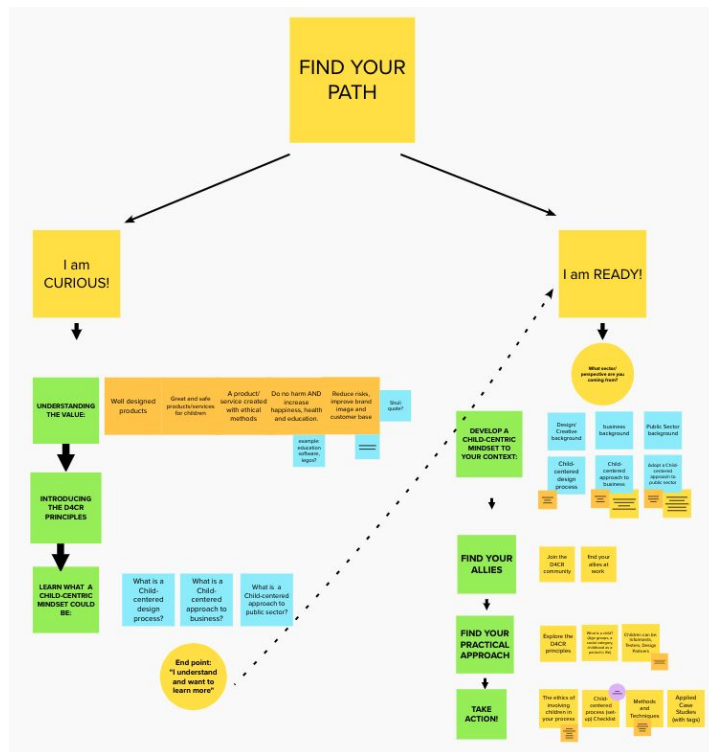 FIND YOUR
PATH
I am
CURIOUS!
I am READY!
What sector/
perspective are you
coming from?
UNDERSTANDING
THE VALUE:
Well designed
products
Great and safe
products/services
for children
A product/
service created
with ethical
methods
Do no harm AND
increase
happiness, health
and education.
Reduce risks,
improve brand
image and
customer base
quote?
example:
education
software,
legos?
INTRODUCING
THE D4CR
PRINCIPLES
LEARN WHAT A
CHILD-CENTRIC
MINDSET COULD
BE:
What is a
Child-
centered
design
process?
What is a
Child-
centered
approach to
business?
What is a
Child-centered
approach to
public sector?
End point:
"I understand
and want to
learn more"
DEVELOP A
CHILD-CENTRIC
MINDSET TO
YOUR CONTEXT:
Design/
Creative
background
business
background
Public Sector
background
Child-
centered
design
process
Child-
centered
approach to
business
Adopt a Child-
centered
approach to
public sector
FIND YOUR
ALLIES
Join the
D4CR
community
find your
allies at
work
FIND YOUR
PRACTICAL
APPROACH
Explore the
D4CR
principles
What is a child?
Children can be:
Informants,
Testers, Design
Partners
TAKE
ACTION!
The ethics of
involving
children in
your process
Child-
centered
process (set-
up) Checklist
Methods
and
Techniques
Applied
Case
Studies
(with tags)